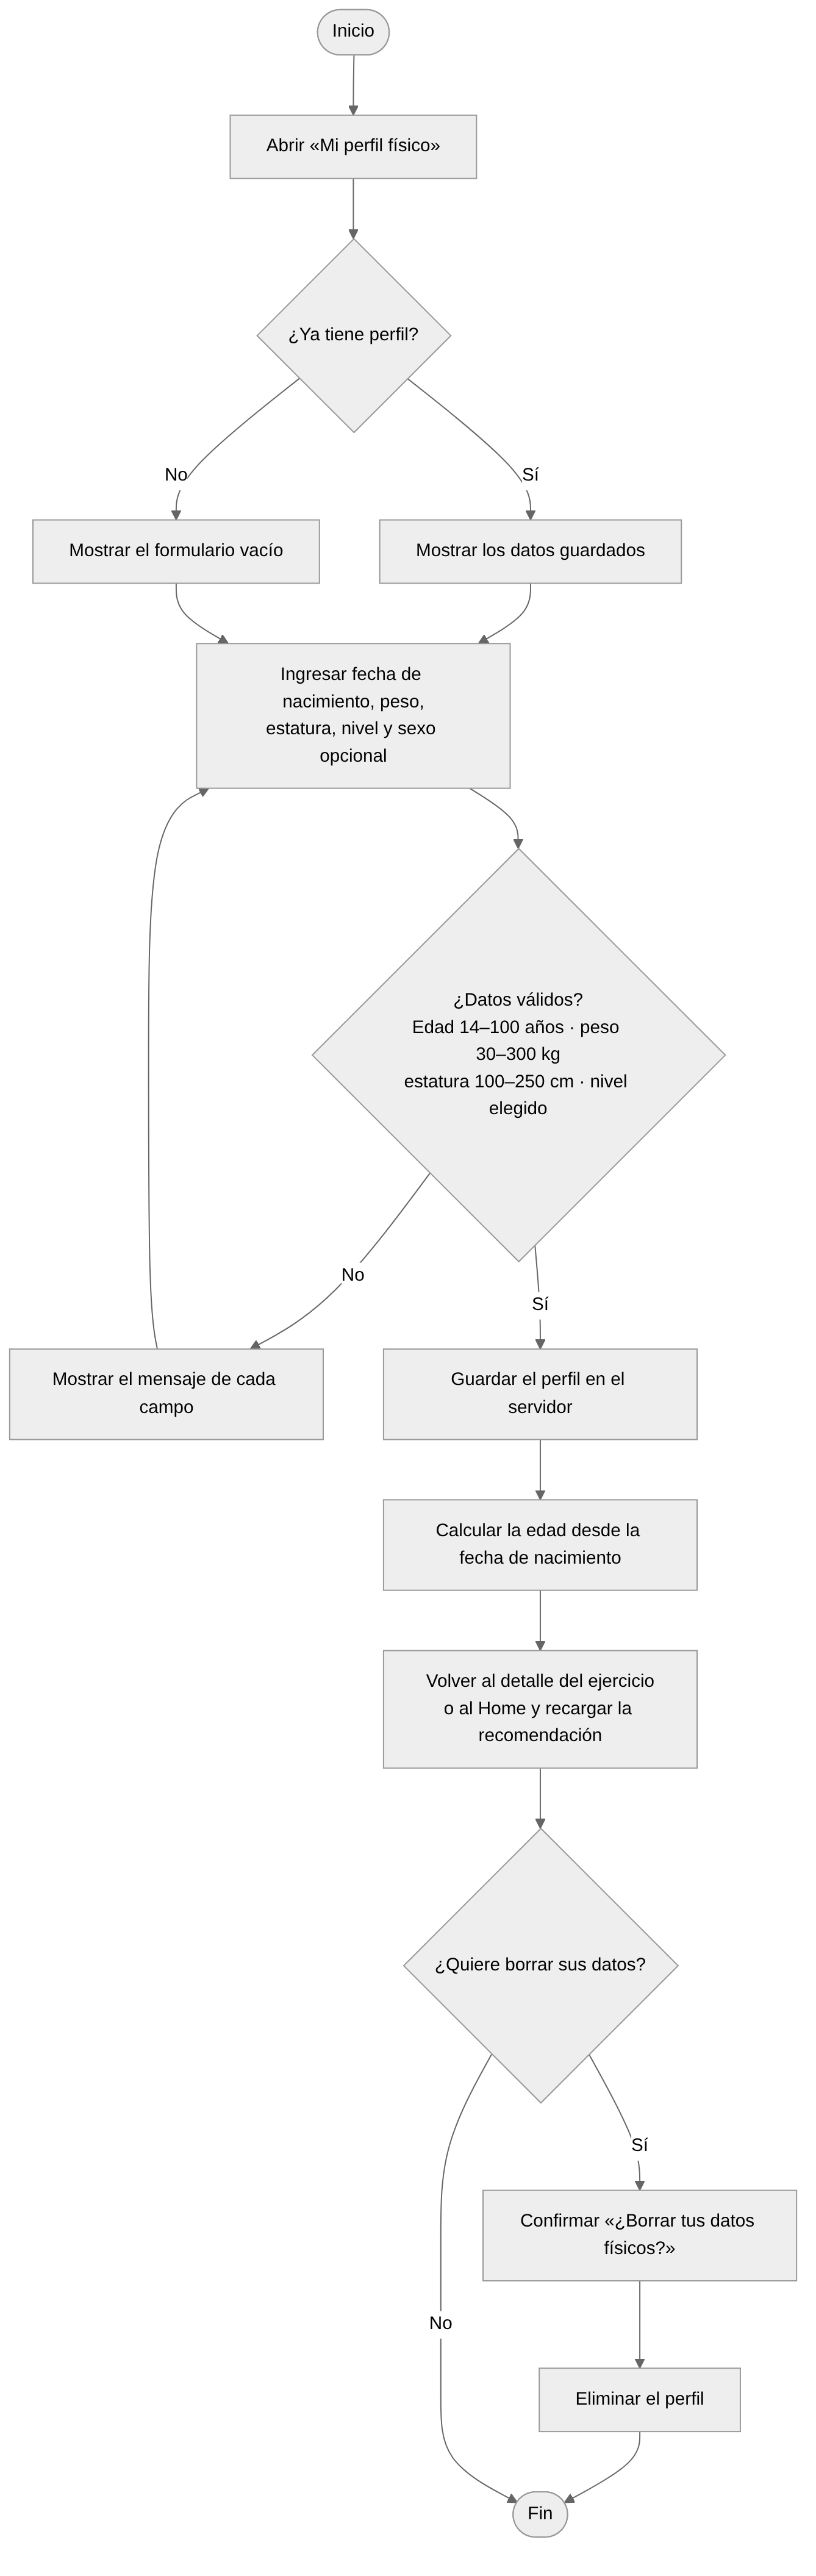 Inicio
Abrir «Mi perfil físico»
¿Ya tiene perfil?
No
Sí
Mostrar el formulario vacío
Mostrar los datos guardados
Ingresar fecha de
nacimiento, peso,
estatura, nivel y sexo
opcional
¿Datos válidos?
Edad 14–100 años · peso
30–300 kg
estatura 100–250 cm · nivel
elegido
No
Sí
Mostrar el mensaje de cada
campo
Guardar el perfil en el
servidor
Calcular la edad desde la
fecha de nacimiento
Volver al detalle del ejercicio
o al Home y recargar la
recomendación
¿Quiere borrar sus datos?
Sí
Confirmar «¿Borrar tus datos
físicos?»
No
Eliminar el perfil
Fin